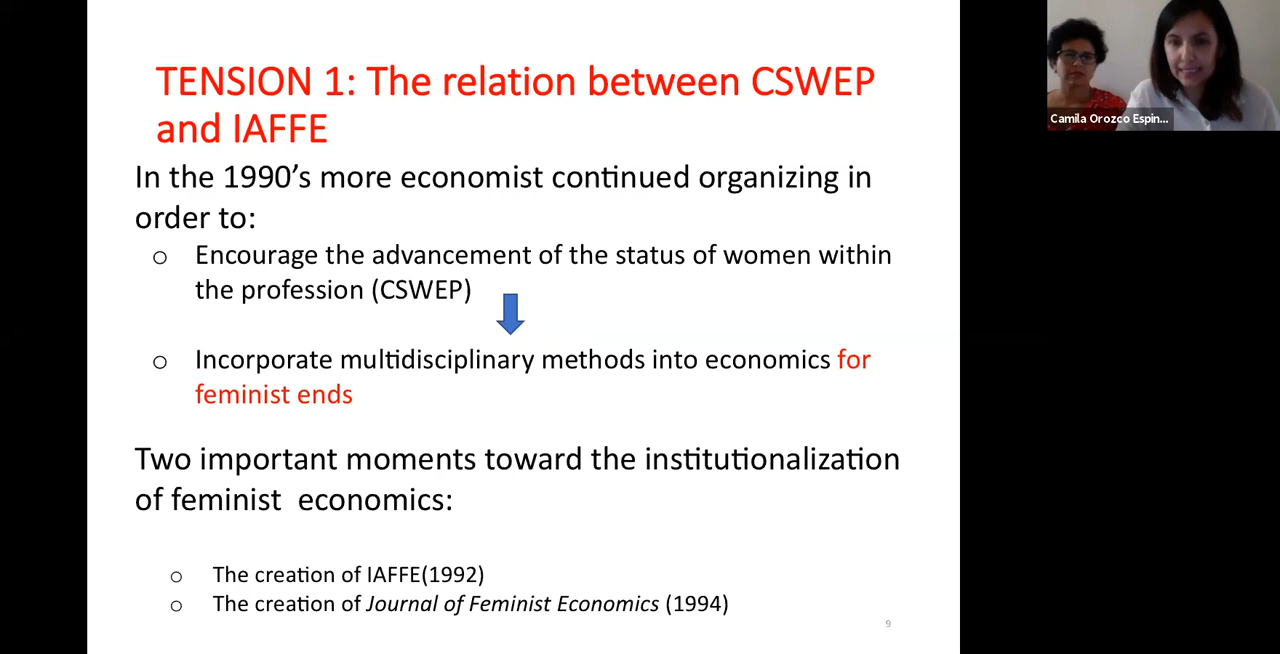 TENSION 1: The relation between CSWEP
and IAFFE
In the 1990’s more economist continued organizing in
order to:
o Encourage the advancement of the status of women within
the profession (CSWEP)
o Incorporate multidisciplinary methods into economics for
feminist ends
Two important moments toward the institutionalization
of feminist  economics:
o The creation of IAFFE(1992)
o The creation of Journal of Feminist Economics (1994)
9
Camila Orozco Espin...